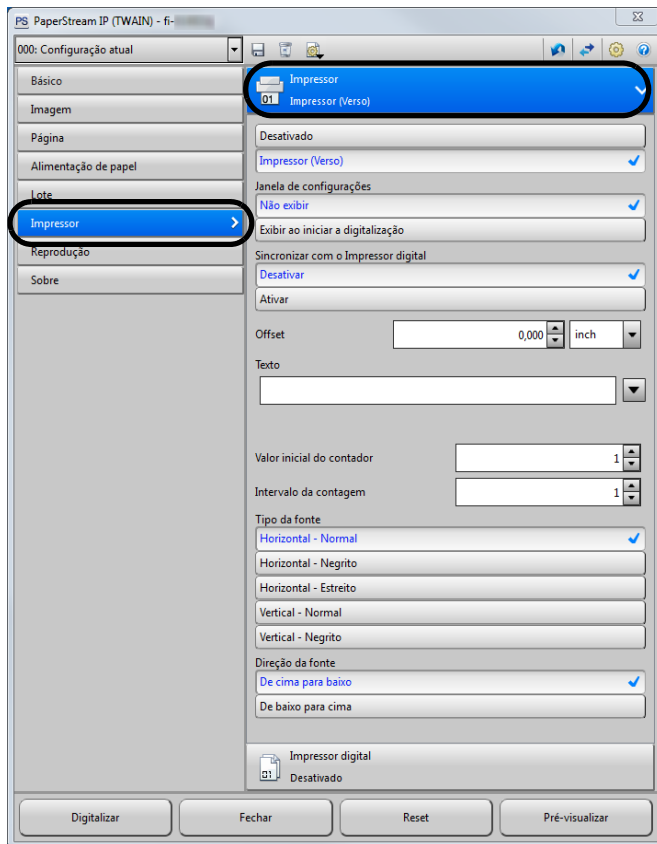 PS PaperStream IP (TWAIN) - fi-
000: Configuração atual
Básico
Imagem
Página
Alimentação de papel
Lote
Impressor
Reprodução
Sobre
01
Impressor
Impressor (Verso)
Desativado
Impressor (Verso)
Janela de configurações
Não exibir
Exibir ao iniciar a digitalização
Sincronizar com o Impressor digital
Desativar
Ativar
Offset 0,000 inch
Texto
Valor inicial do contador 1
Intervalo da contagem 1
Tipo da fonte
Horizontal - Normal
Horizontal - Negrito
Horizontal - Estreito
Vertical - Normal
Vertical - Negrito
Direção da fonte
De cima para baixo
De baixo para cima
01
Impressor digital
Desativado
Digitalizar Fechar Reset Pré-visualizar